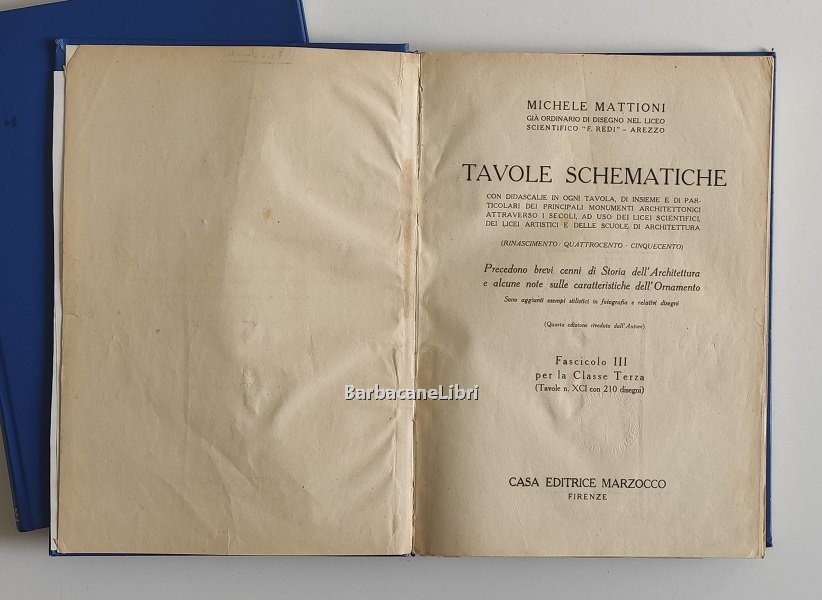 MICHELE MATTIONI
GIÀ ORDINARIO DI DISEGNO NEL LICEO
SCIENTIFICO "F. REDI" - AREZZO
TAVOLE SCHEMATICHE
CON DIDASCALIE IN OGNI TAVOLA, DI INSIEME E DI PAR-
TICOLARI DEI PRINCIPALI MONUMENTI ARCHITETTONICI
ATTRAVERSO I SECOLI, AD USO DEI LICEI SCIENTIFICI,
DEI LICEI ARTISTICI E DELLE SCUOLE DI ARCHITETTURA
(RINASCIMENTO: QUATTROCENTO - CINQUECENTO)
Precedono brevi cenni di Storia dell'Architettura
e alcune note sulle caratteristiche dell'Ornamento
Sono aggiunti esempi stilistici in fotografia e relativi disegni
(Quarta edizione riveduta dall'Autore)
Fascicolo III
per la Classe Terza
(Tavole n. XCI con 210 disegni)
BarbacaneLibri
CASA EDITRICE MARZOCCO
FIRENZE